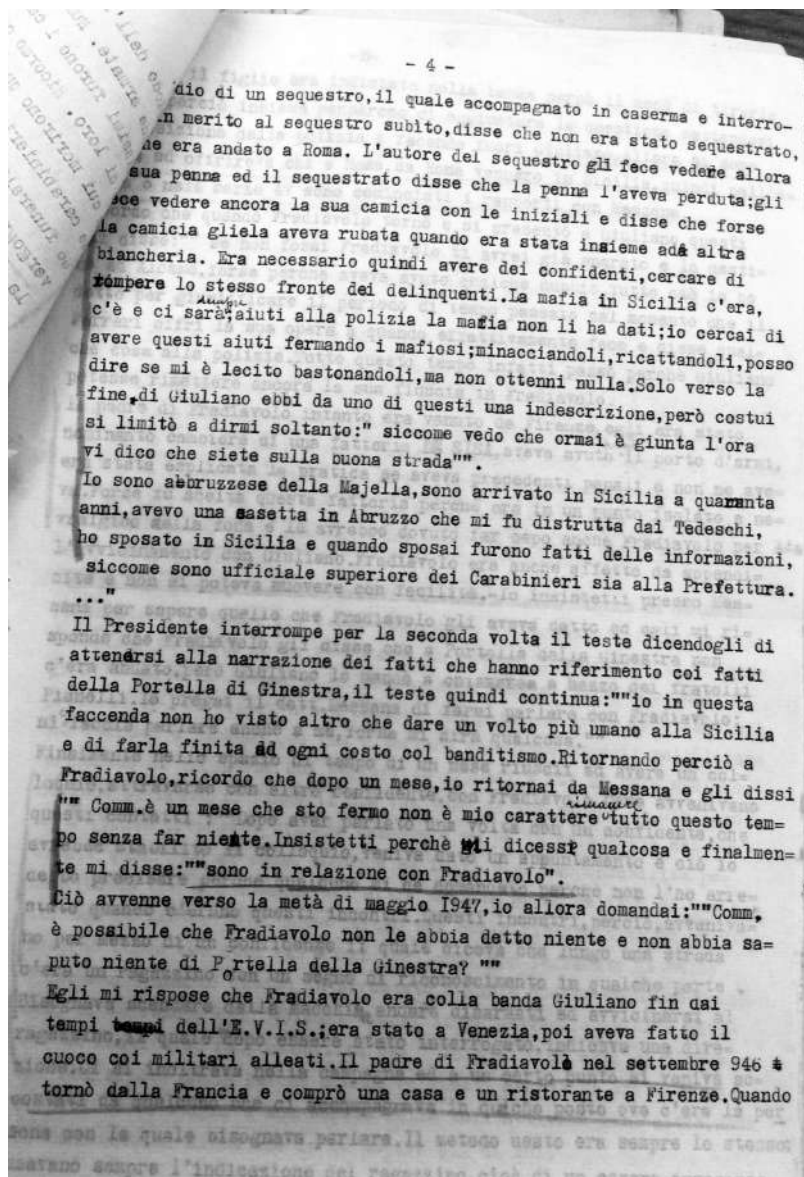 - 4 -
dio di un sequestro,il quale accompagnato in caserma e interro-
n merito al sequestro subìto,disse che non era stato sequestrato,
ne era andato a Roma. L'autore del sequestro gli fece vedere allora
sua penna ed il sequestrato disse che la penna l'aveva perduta;gli
ece vedere ancora la sua camicia con le iniziali e disse che forse
la camicia gliela aveva rubata quando era stata insieme ad altra
biancheria. Era necessario quindi avere dei confidenti,cercare di
rompere lo stesso fronte dei delinquenti.La mafia in Sicilia c'era,
c'è e ci sarà sempre;aiuti alla polizia la mafia non li ha dati;io cercai di
avere questi aiuti fermando i mafiosi;minacciandoli,ricattandoli,posso
dire se mi è lecito bastonandoli,ma non ottenni nulla.Solo verso la
fine,di Giuliano ebbi da uno di questi una indescrizione,però costui
si limitò a dirmi soltanto:" siccome vedo che ormai è giunta l'ora
vi dico che siete sulla buona strada"".
Io sono abbruzzese della Majella,sono arrivato in Sicilia a quaranta
anni,avevo una casetta in Abruzzo che mi fu distrutta dai Tedeschi,
ho sposato in Sicilia e quando sposai furono fatti delle informazioni,
siccome sono ufficiale superiore dei Carabinieri sia alla Prefettura.
..."
Il Presidente interrompe per la seconda volta il teste dicendogli di
attenersi alla narrazione dei fatti che hanno riferimento coi fatti
della Portella di Ginestra,il teste quindi continua:""io in questa
faccenda non ho visto altro che dare un volto più umano alla Sicilia
e di farla finita ad ogni costo col banditismo.Ritornando perciò a
Fradiavolo,ricordo che dopo un mese,io ritornai da Messana e gli dissi
"" Comm.è un mese che sto fermo non è mio carattere rimanere tutto questo tem=
po senza far niente.Insistetti perchè gli dicessi qualcosa e finalmen=
te mi disse:""sono in relazione con Fradiavolo".
Ciò avvenne verso la metà di maggio I947,io allora domandai:""Comm,
è possibile che Fradiavolo non le abbia detto niente e non abbia sa=
puto niente di Portella della Ginestra? ""
Egli mi rispose che Fradiavolo era colla banda Giuliano fin dai
tempi dell'E.V.I.S.;era stato a Venezia,poi aveva fatto il
cuoco coi militari alleati.Il padre di Fradiavolo nel settembre 946
tornò dalla Francia e comprò una casa e un ristorante a Firenze.Quando